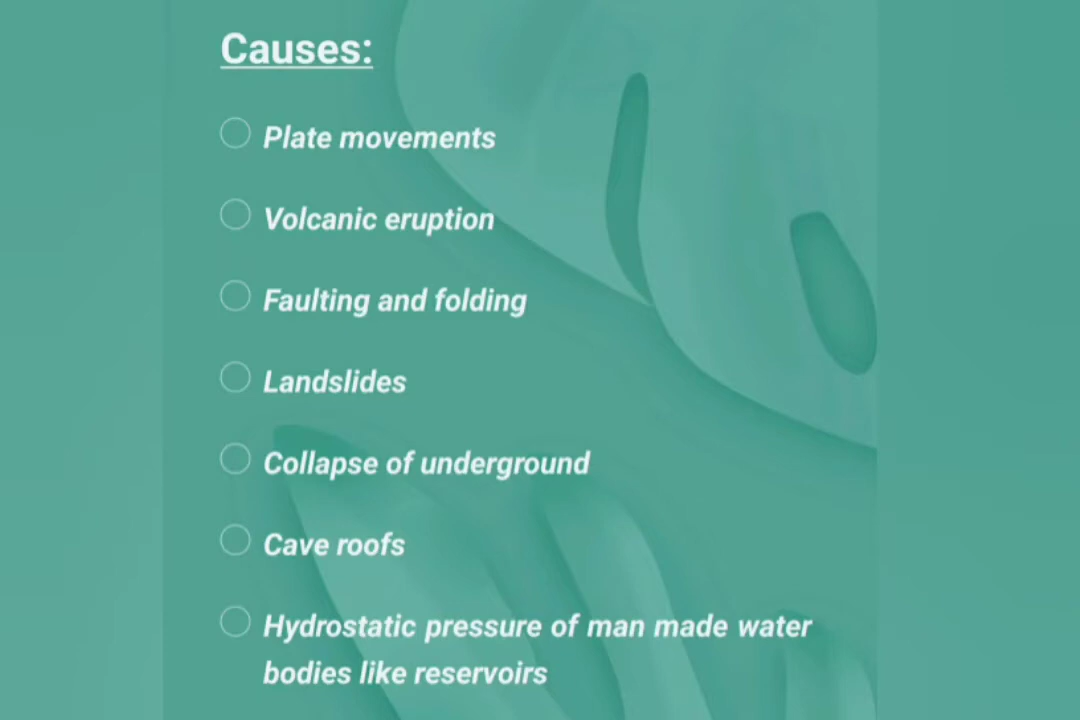 Causes:
Plate movements
Volcanic eruption
Faulting and folding
Landslides
Collapse of underground
Cave roofs
Hydrostatic pressure of man made water
bodies like reservoirs